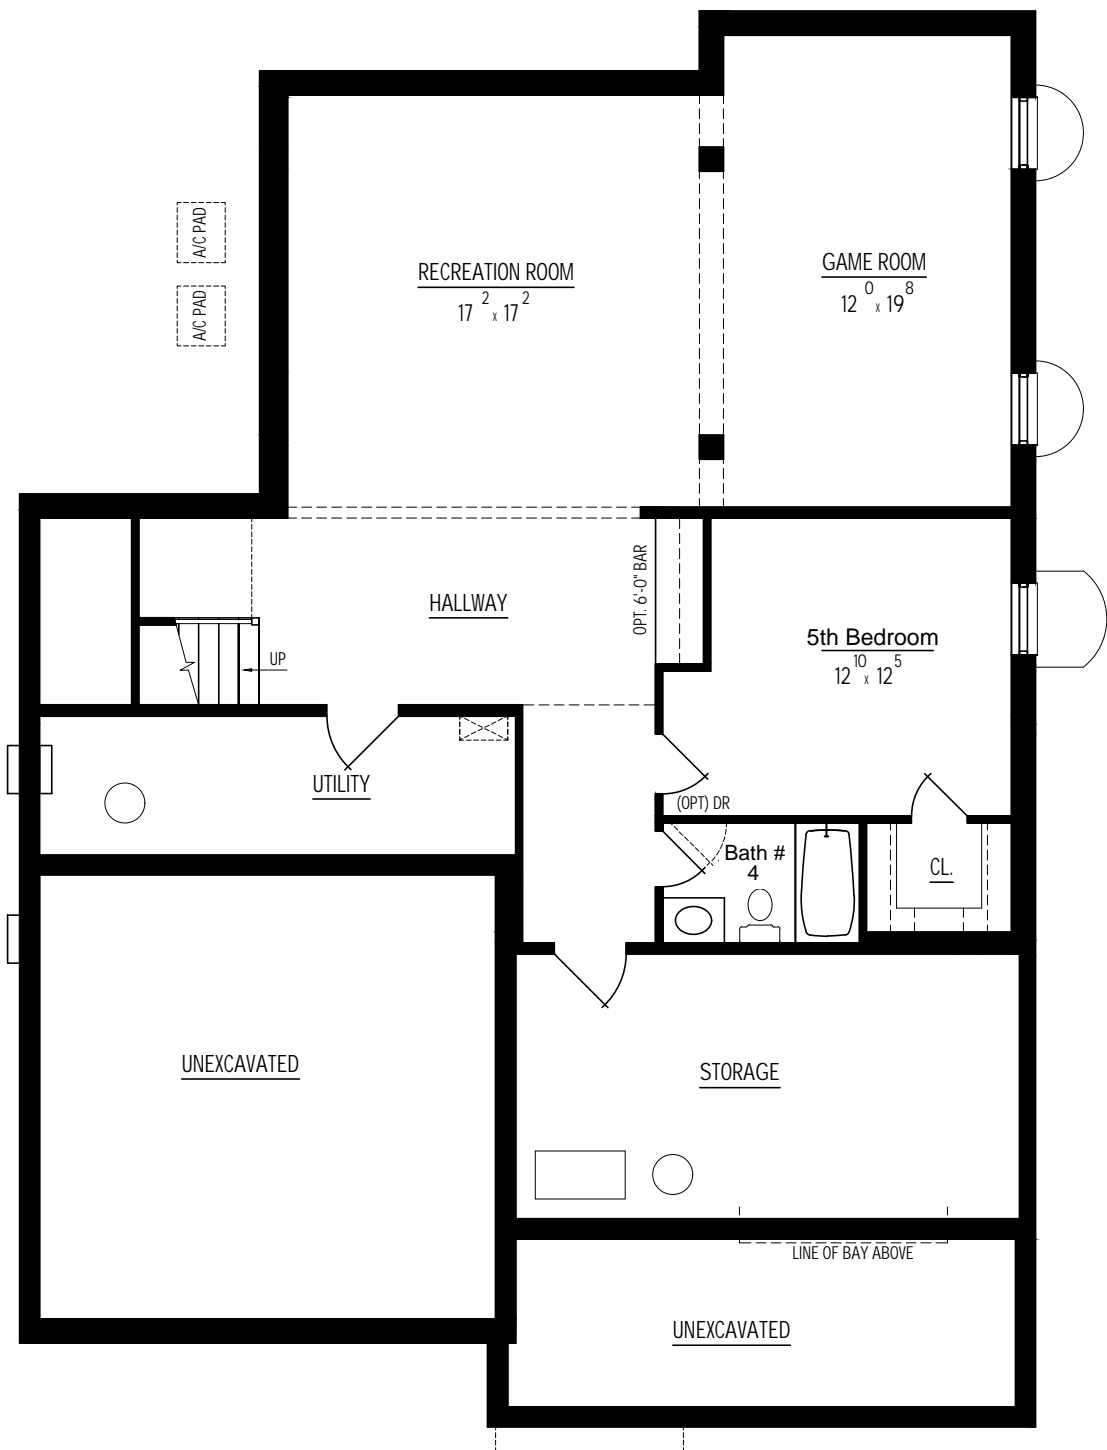 A/C PAD
A/C PAD
RECREATION ROOM
17 2 x 17 2
GAME ROOM
12 0 x 19 8
HALLWAY
OPT. 6'-0" BAR
UP
5th Bedroom
12 10 x 12 5
UTILITY
(OPT) DR
Bath #
4
CL.
UNEXCAVATED
STORAGE
LINE OF BAY ABOVE
UNEXCAVATED